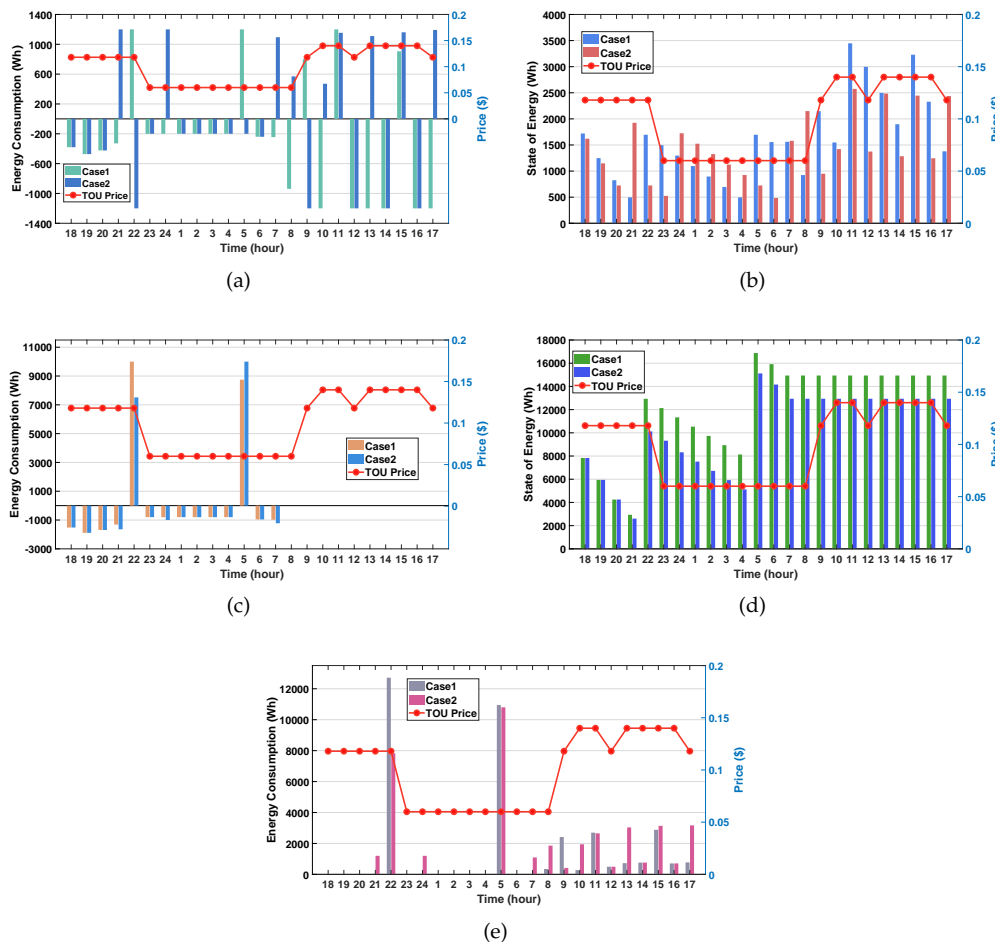 1400
1000
600
200
-200
-600
-1000
-1400
Energy Consumption (Wh)
Case1
Case2
TOU Price
0.2
0.15
0.1
0.05
0
Price ($)
18 19 20 21 22 23 24 1 2 3 4 5 6 7 8 9 10 11 12 13 14 15 16 17
Time (hour)
(a)
4000
3500
3000
2500
2000
1500
1000
500
0
State of Energy (Wh)
Case1
Case2
TOU Price
0.2
0.15
0.1
0.05
0
Price ($)
18 19 20 21 22 23 24 1 2 3 4 5 6 7 8 9 10 11 12 13 14 15 16 17
Time (hour)
(b)
11000
9000
7000
5000
3000
1000
-1000
-3000
Energy Consumption (Wh)
Case1
Case2
TOU Price
0.2
0.15
0.1
0.05
0
Price ($)
18 19 20 21 22 23 24 1 2 3 4 5 6 7 8 9 10 11 12 13 14 15 16 17
Time (hour)
(c)
18000
16000
14000
12000
10000
8000
6000
4000
2000
0
State of Energy (Wh)
Case1
Case2
TOU Price
0.2
0.15
0.1
0.05
0
Price ($)
18 19 20 21 22 23 24 1 2 3 4 5 6 7 8 9 10 11 12 13 14 15 16 17
Time (hour)
(d)
12000
10000
8000
6000
4000
2000
0
Energy Consumption (Wh)
Case1
Case2
TOU Price
0.2
0.15
0.1
0.05
0
Price ($)
18 19 20 21 22 23 24 1 2 3 4 5 6 7 8 9 10 11 12 13 14 15 16 17
Time (hour)
(e)